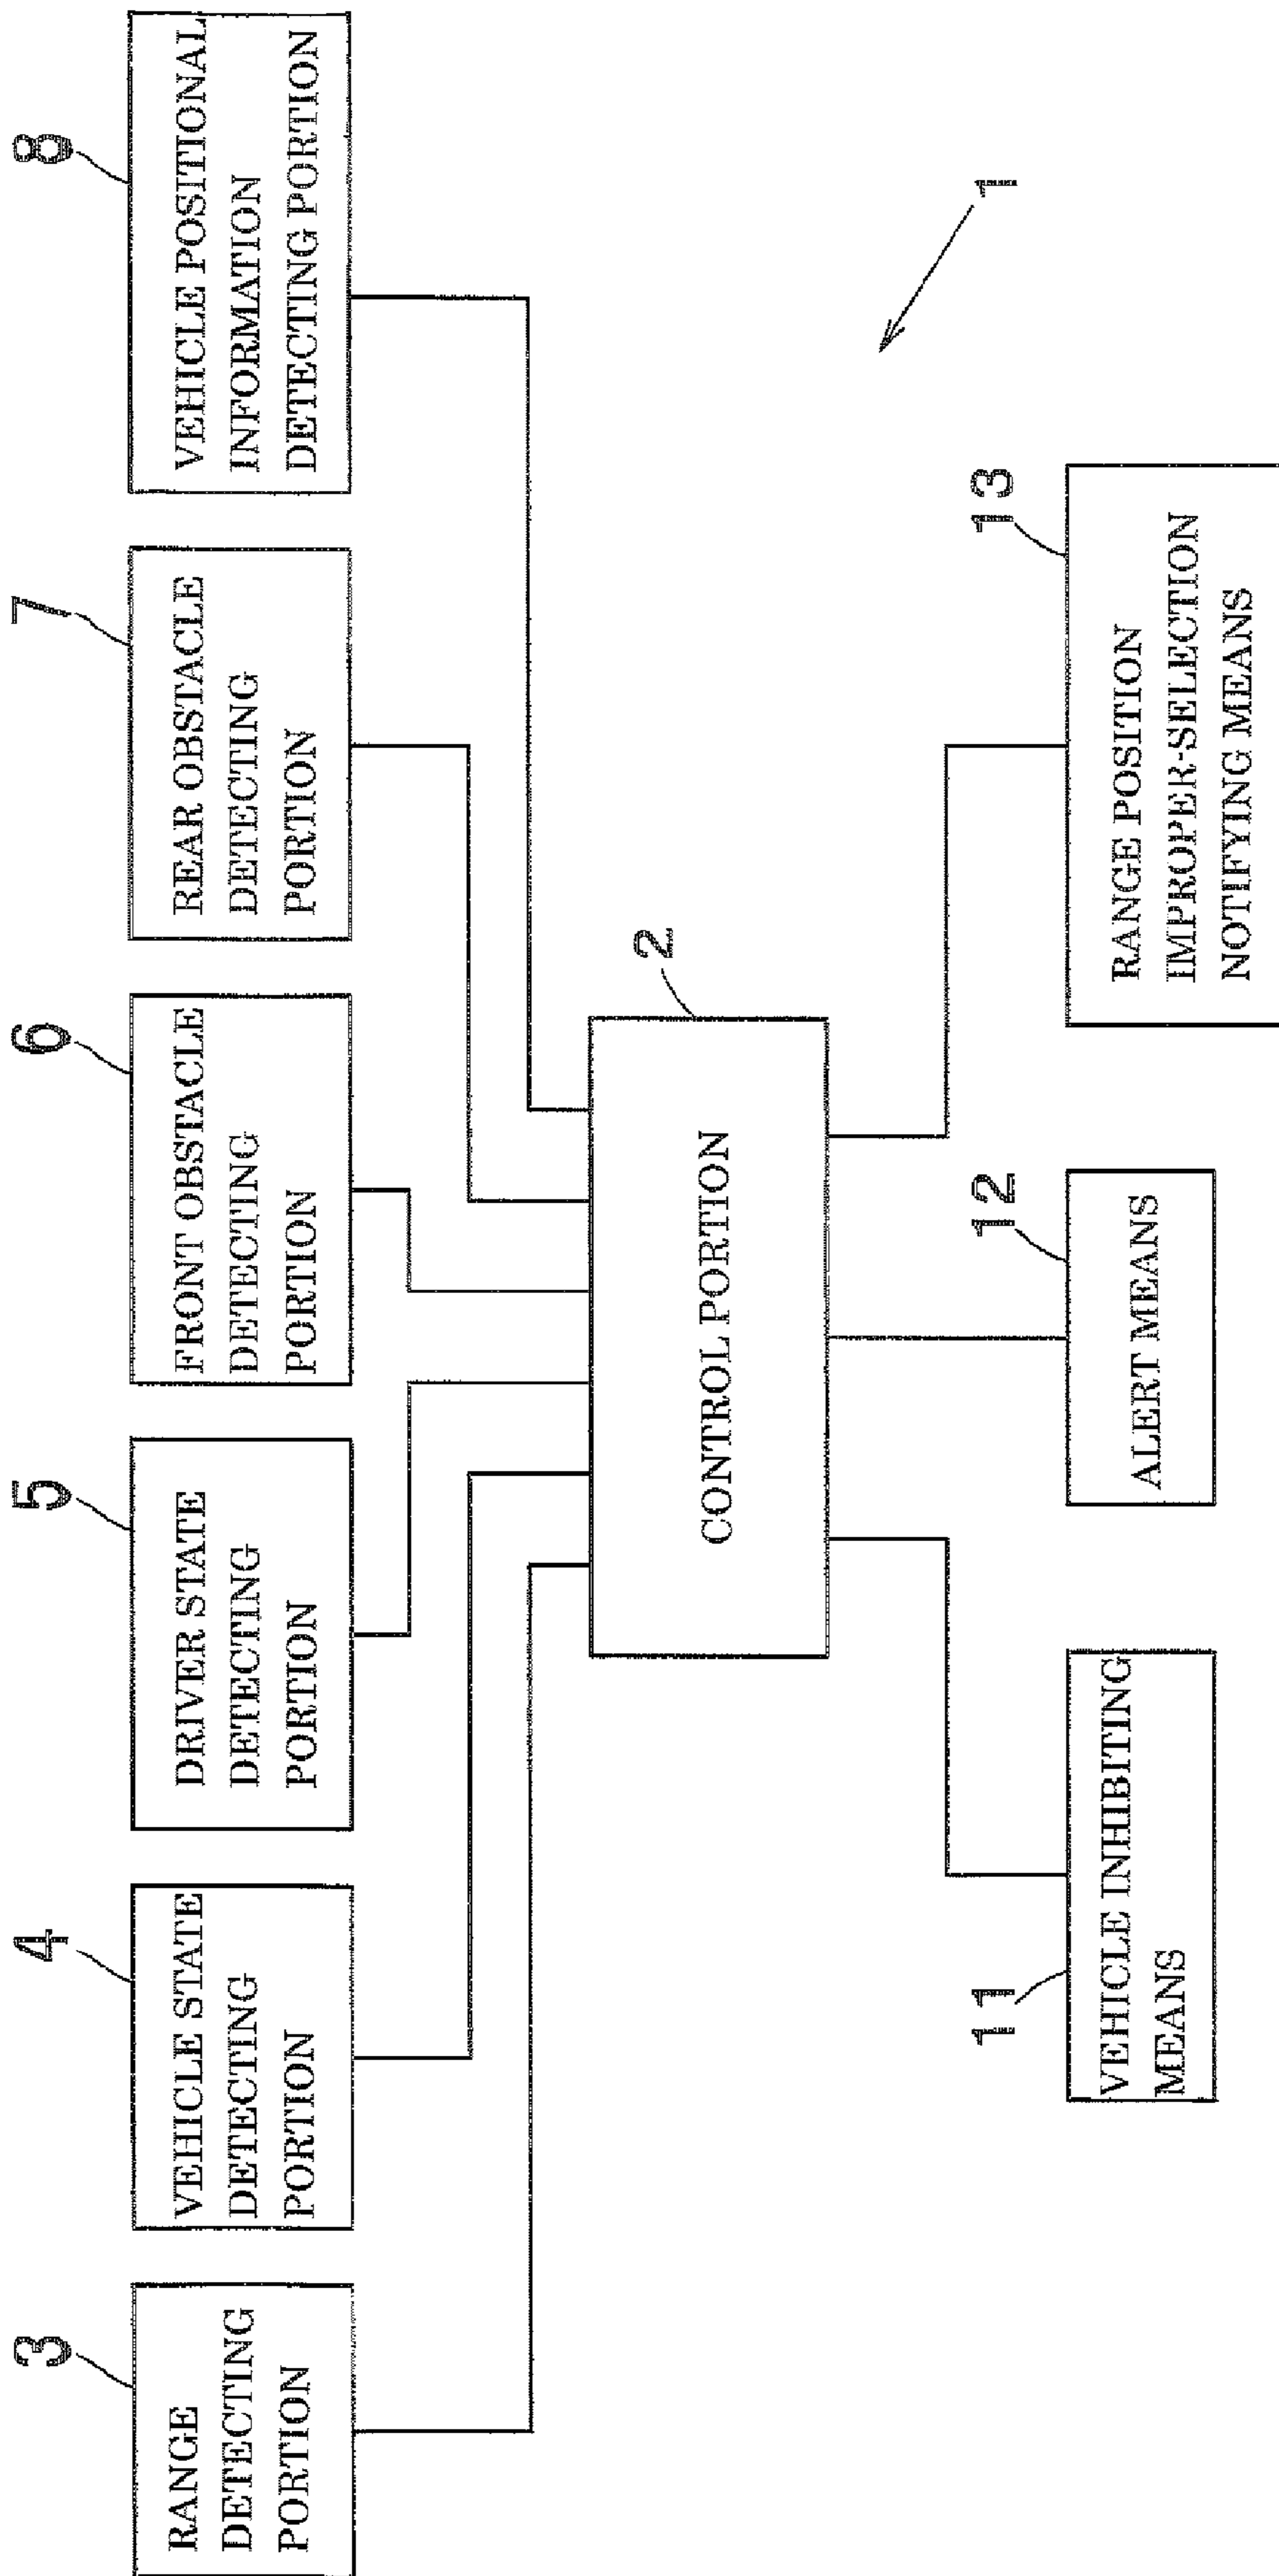 3
RANGE
DETECTING
PORTION
4
VEHICLE STATE
DETECTING
PORTION
5
DRIVER STATE
DETECTING
PORTION
6
FRONT OBSTACLE
DETECTING
PORTION
7
REAR OBSTACLE
DETECTING
PORTION
8
VEHICLE POSITIONAL
INFORMATION
DETECTING PORTION
2
CONTROL PORTION
1
11
VEHICLE INHIBITING
MEANS
12
ALERT MEANS
13
RANGE POSITION
IMPROPER-SELECTION
NOTIFYING MEANS